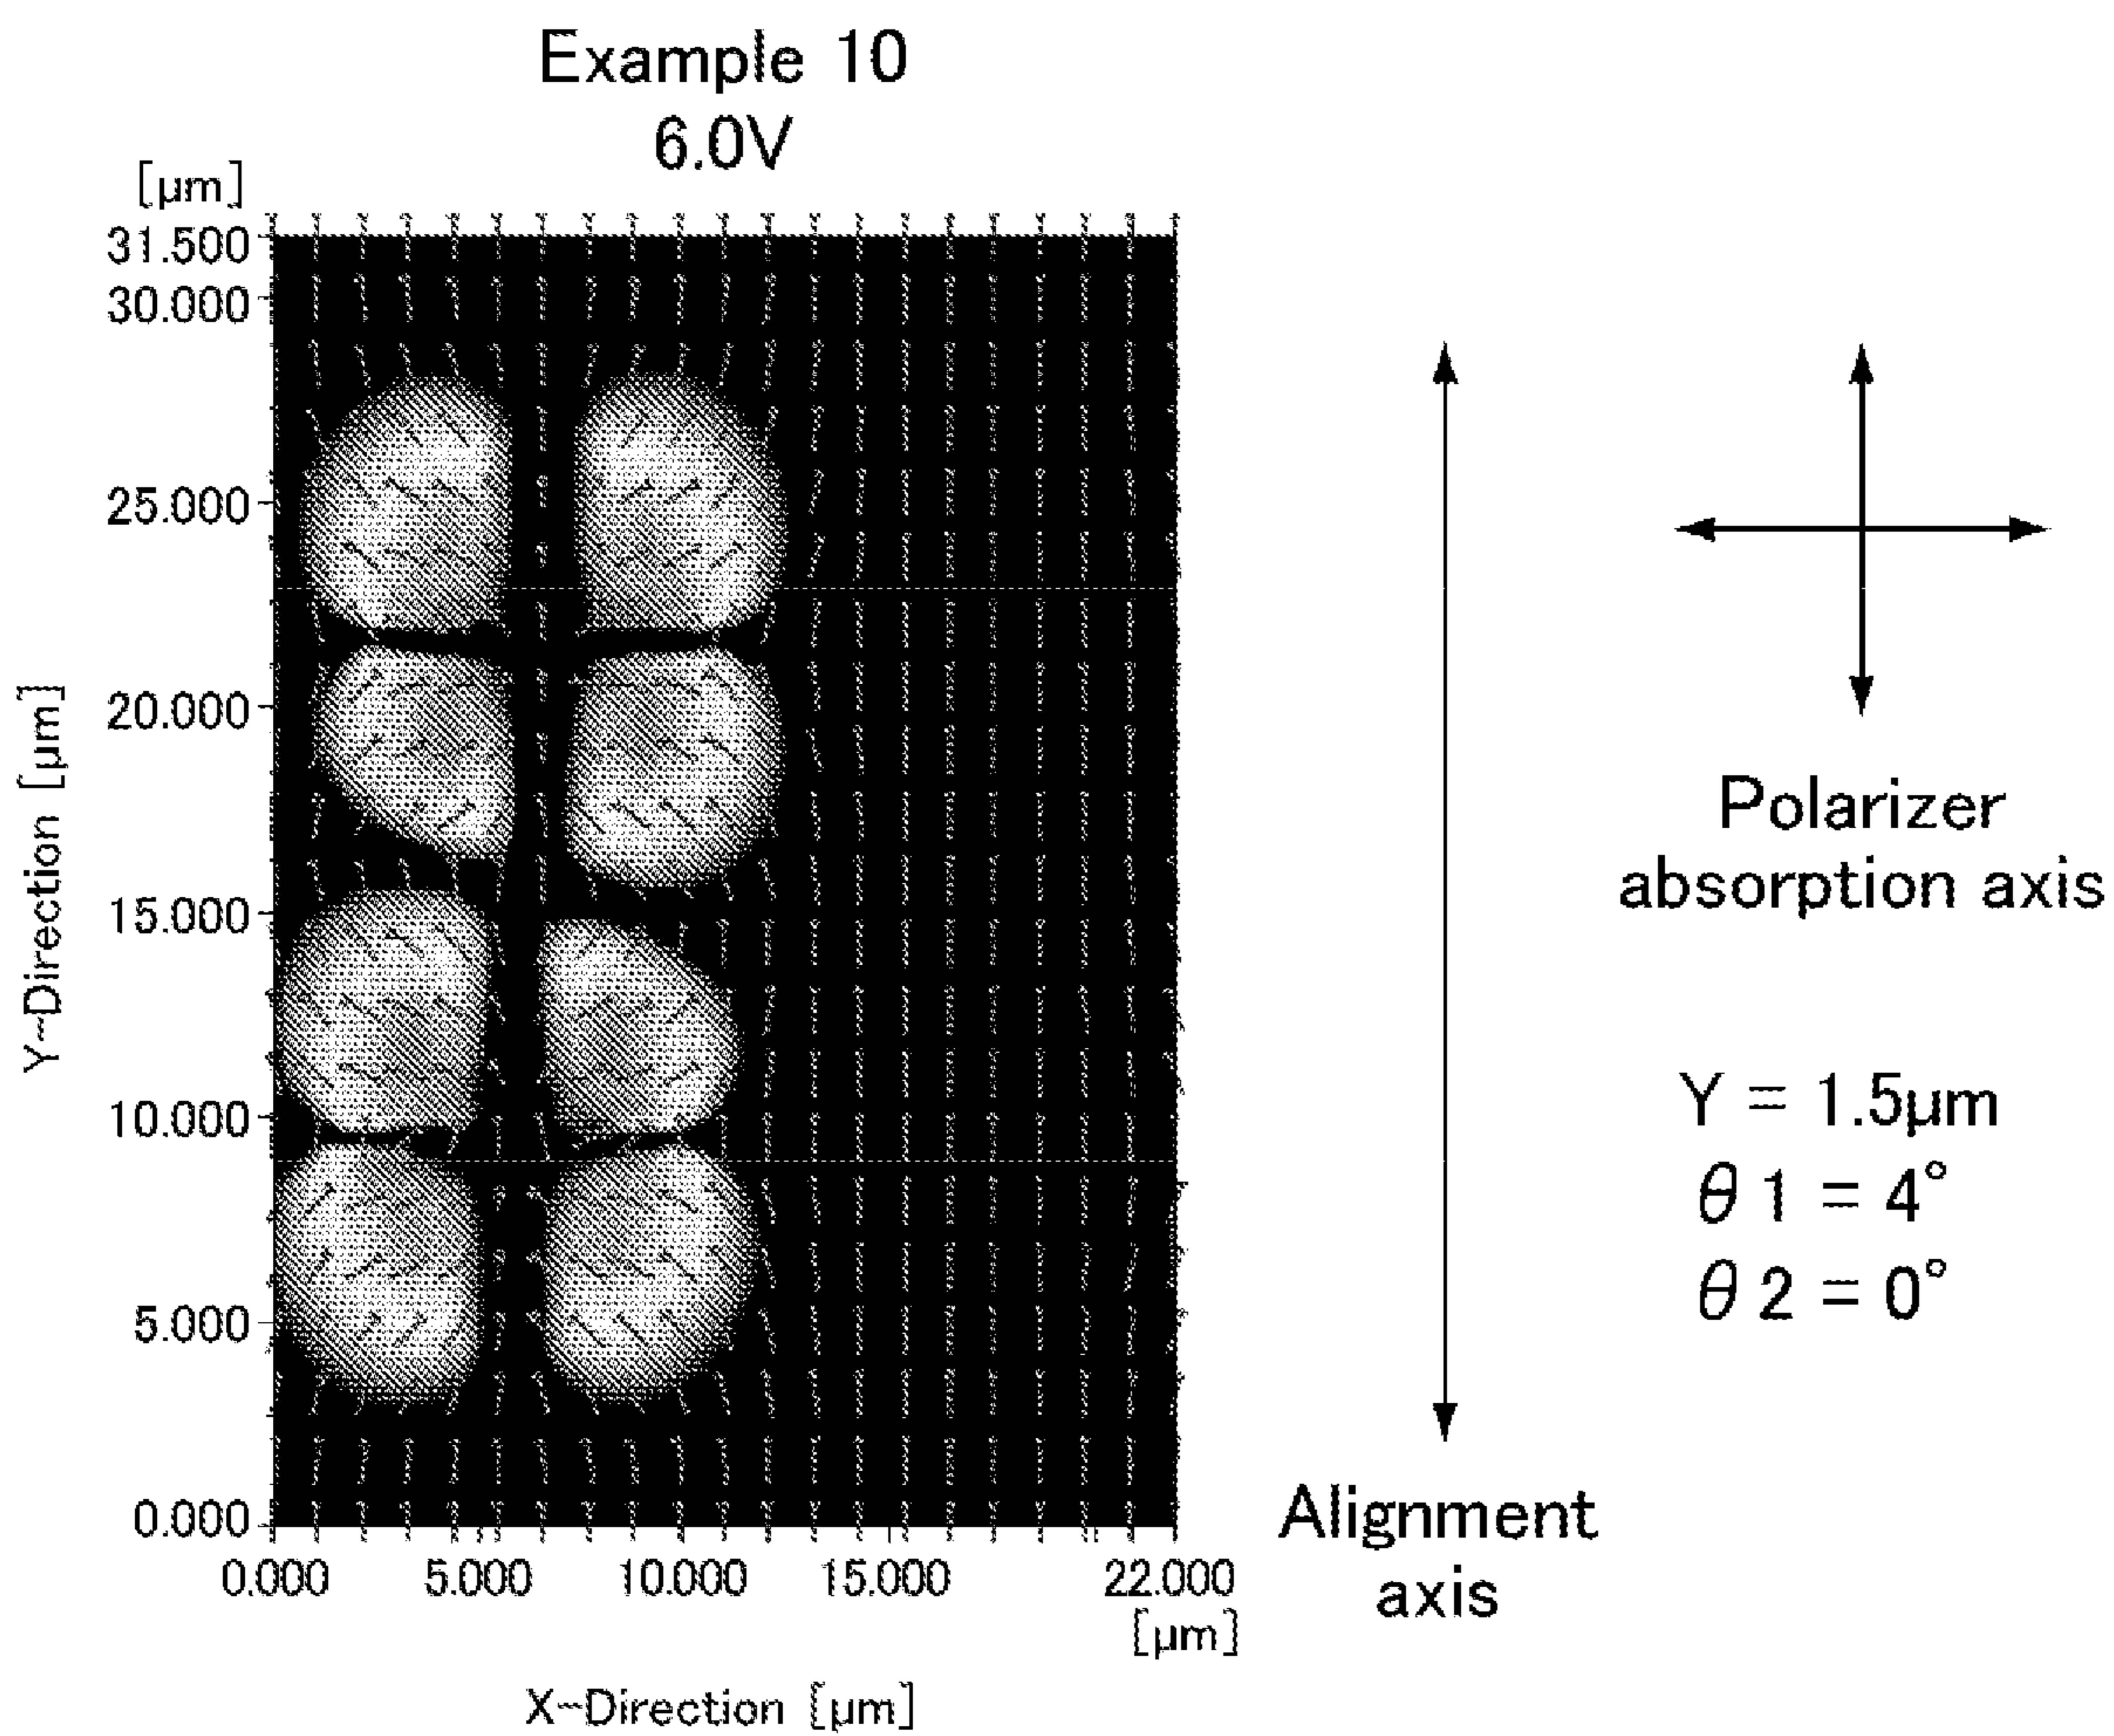 Example 10
6.0V
[µm]
31.500
30.000
25.000
20.000
15.000
10.000
5.000
0.000
Y-Direction [µm]
0.000 5.000 10.000 15.000 22.000
[µm]
X-Direction [µm]
Alignment
axis
Polarizer
absorption axis
Y = 1.5µm
θ1 = 4°
θ2 = 0°